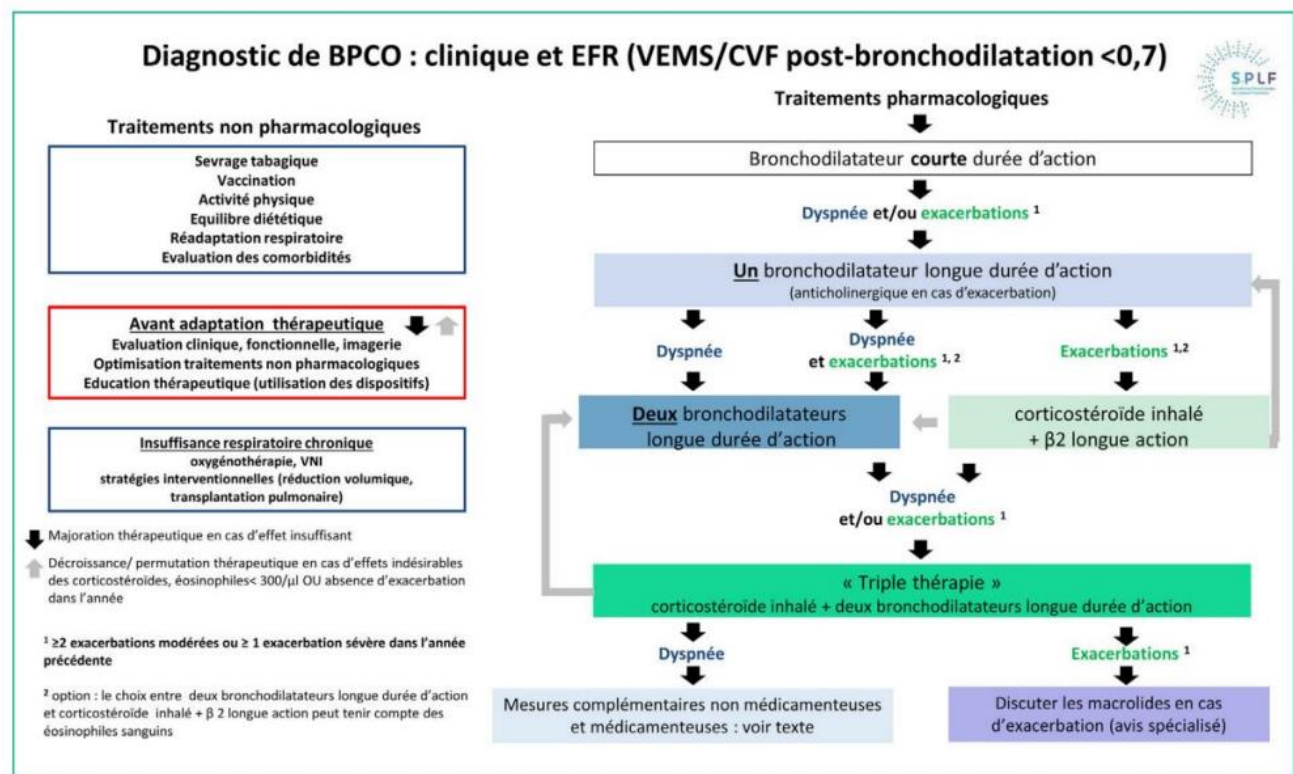 Diagnostic de BPCO : clinique et EFR (VEMS/CVF post-bronchodilatation <0,7)
S.P.L.F
Traitements non pharmacologiques
Sevrage tabagique
Vaccination
Activité physique
Equilibre diététique
Réadaptation respiratoire
Evaluation des comorbidités
Avant adaptation thérapeutique
Evaluation clinique, fonctionnelle, imagerie
Optimisation traitements non pharmacologiques
Education thérapeutique (utilisation des dispositifs)
Insuffisance respiratoire chronique
oxygénothérapie, VNI
stratégies interventionnelles (réduction volumique,
transplantation pulmonaire)
Majoration thérapeutique en cas d'effet insuffisant
Décroissance/ permutation thérapeutique en cas d'effets indésirables
des corticostéroïdes, éosinophiles< 300/µl OU absence d'exacerbation
dans l'année
¹ ≥2 exacerbations modérées ou ≥ 1 exacerbation sévère dans l'année
précédente
² option : le choix entre deux bronchodilatateurs longue durée d'action
et corticostéroïde inhalé + β 2 longue action peut tenir compte des
éosinophiles sanguins
Traitements pharmacologiques
Bronchodilatateur courte durée d'action
Dyspnée et/ou exacerbations ¹
Un bronchodilatateur longue durée d'action
(anticholinergique en cas d'exacerbation)
Dyspnée
Dyspnée
et exacerbations ¹, ²
Exacerbations ¹,²
Deux bronchodilatateurs
longue durée d'action
corticostéroïde inhalé
+ β2 longue action
Dyspnée
et/ou exacerbations ¹
« Triple thérapie »
corticostéroïde inhalé + deux bronchodilatateurs longue durée d'action
Dyspnée
Exacerbations ¹
Mesures complémentaires non médicamenteuses
et médicamenteuses : voir texte
Discuter les macrolides en cas
d'exacerbation (avis spécialisé)